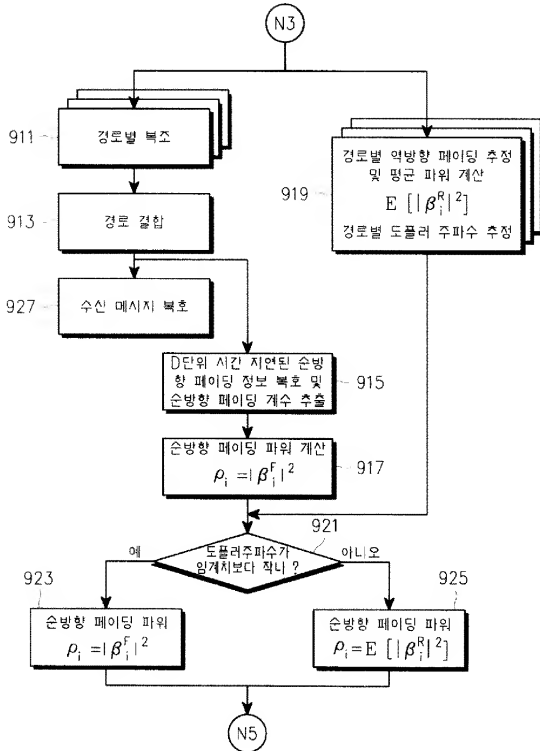 N3
911
경로별 복조
913
경로 결합
927
수신 메시지 복호
919
경로별 역방향 페이딩 추정
및 평균 파워 계산
E [|β_i^R|^2]
경로별 도플러 주파수 추정
D단위 시간 지연된 순방
향 페이딩 정보 복호 및
순방향 페이딩 계수 추출
915
순방향 페이딩 파워 계산
ρ_i =|β_i^F|^2
917
921
도플러주파수가
임계치보다 작나 ?
예
아니오
923
순방향 페이딩 파워
ρ_i =|β_i^F|^2
925
순방향 페이딩 파워
ρ_i=E [|β_i^R|^2]
N5